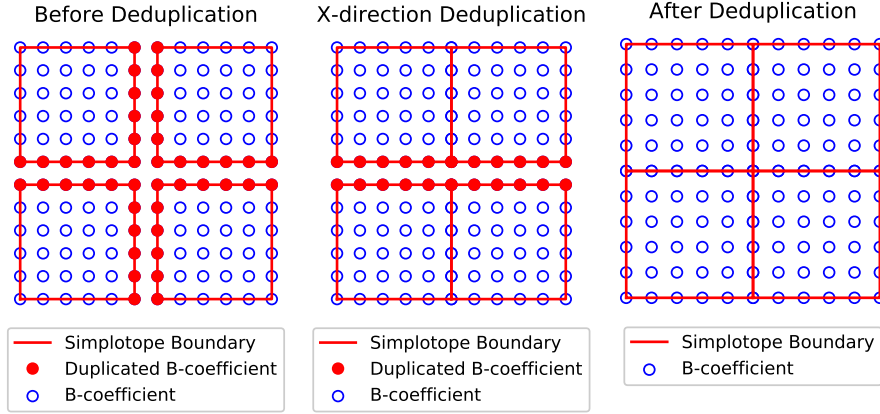 Before Deduplication
X-direction Deduplication
After Deduplication
Simplotope Boundary
Duplicated B-coefficient
B-coefficient
Simplotope Boundary
Duplicated B-coefficient
B-coefficient
Simplotope Boundary
B-coefficient